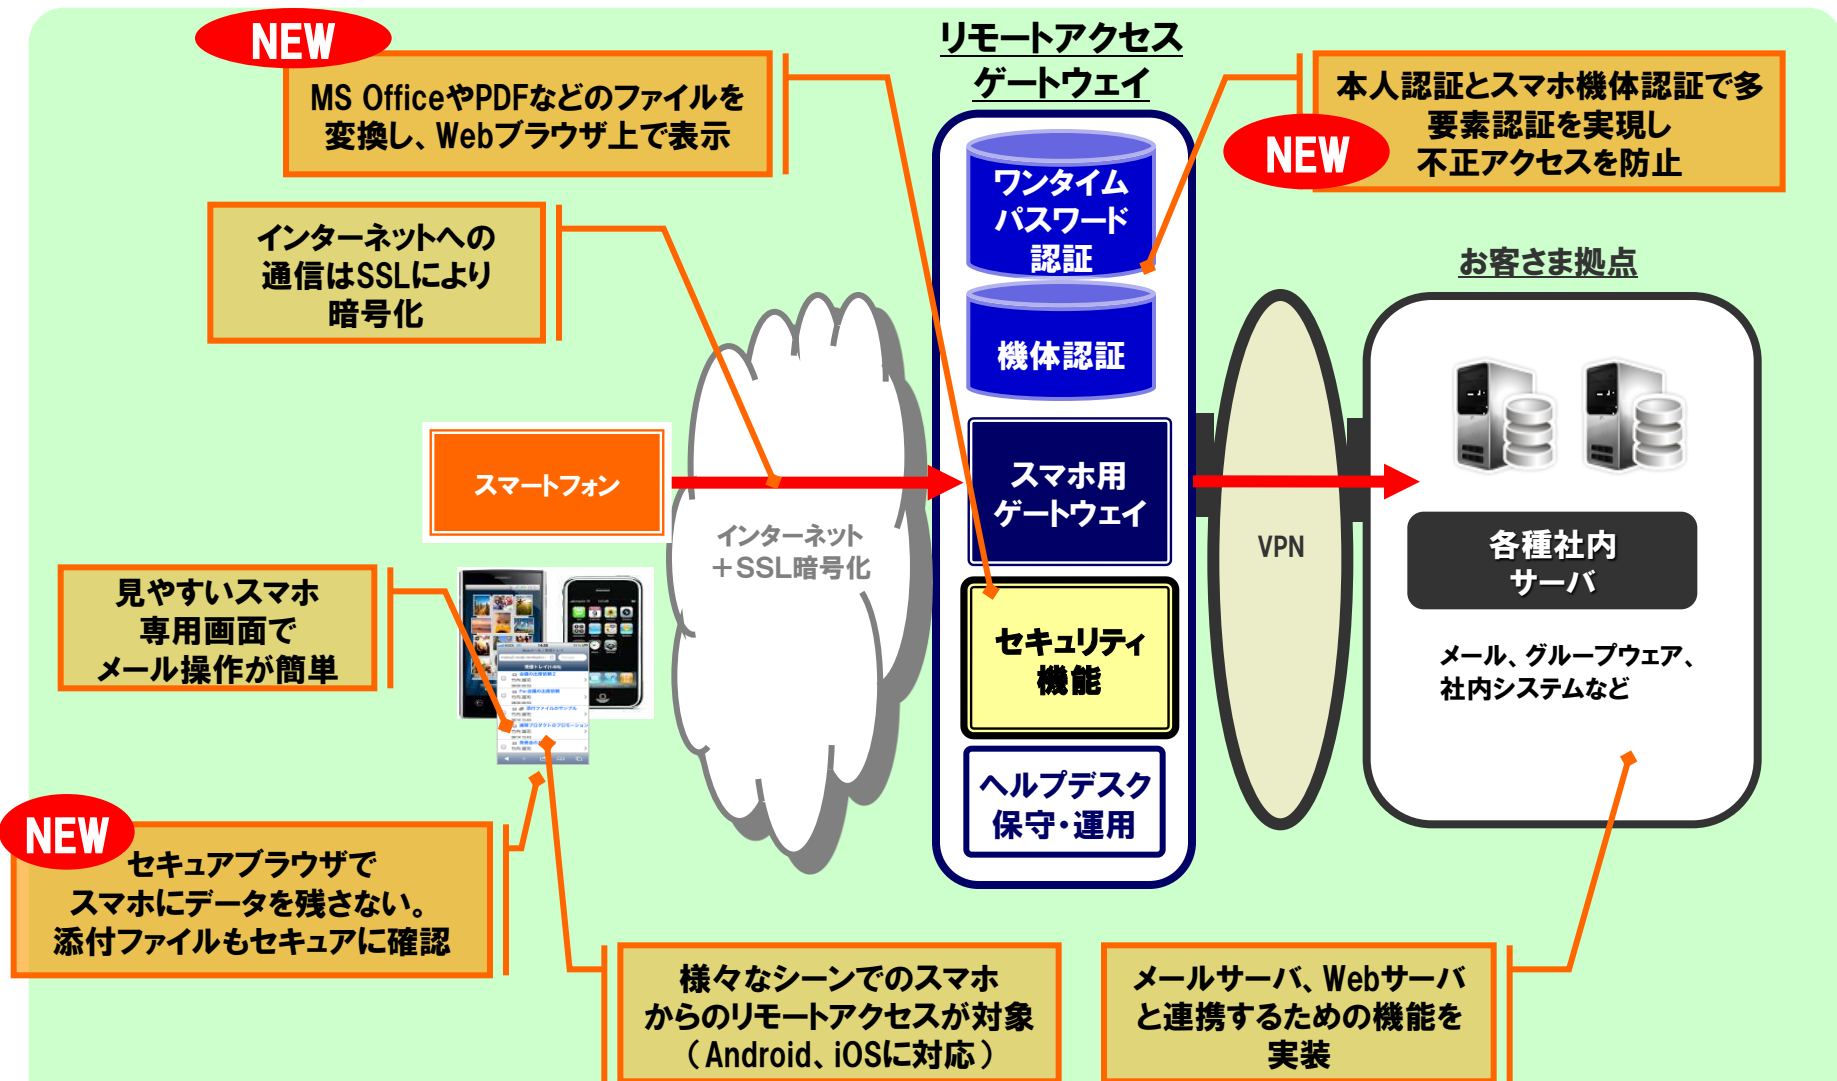 NEW
MS OfficeやPDFなどのファイルを
変換し、Webブラウザ上で表示
リモートアクセス
ゲートウェイ
本人認証とスマホ機体認証で多
要素認証を実現し
不正アクセスを防止
NEW
インターネットへの
通信はSSLにより
暗号化
ワンタイム
パスワード
認証
機体認証
お客さま拠点
スマートフォン
スマホ用
ゲートウェイ
インターネット
＋SSL暗号化
VPN
各種社内
サーバ
見やすいスマホ
専用画面で
メール操作が簡単
セキュリティ
機能
メール、グループウェア、
社内システムなど
ヘルプデスク
保守・運用
NEW
セキュアブラウザで
スマホにデータを残さない。
添付ファイルもセキュアに確認
様々なシーンでのスマホ
からのリモートアクセスが対象
（Android、iOSに対応）
メールサーバ、Webサーバ
と連携するための機能を
実装